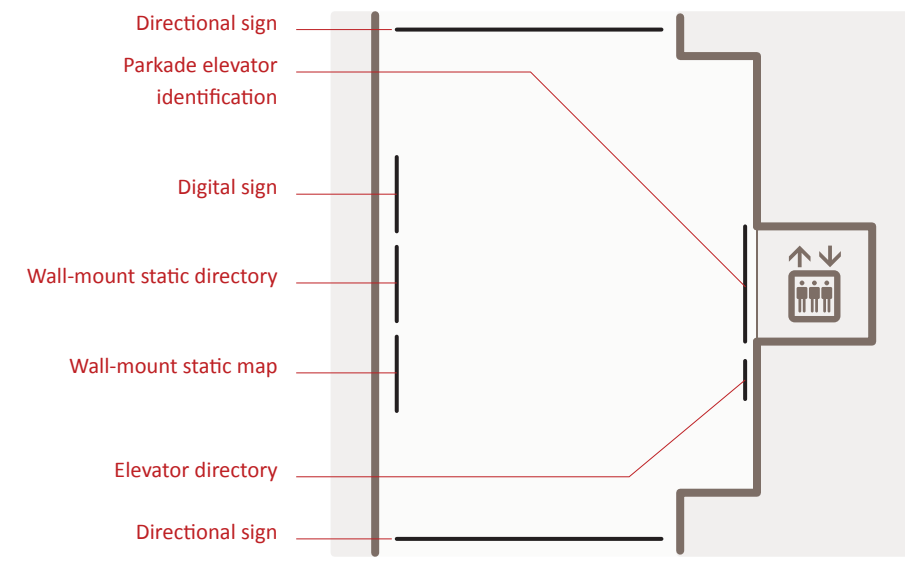 Directional sign
Parkade elevator
identification
Digital sign
Wall-mount static directory
Wall-mount static map
Elevator directory
Directional sign